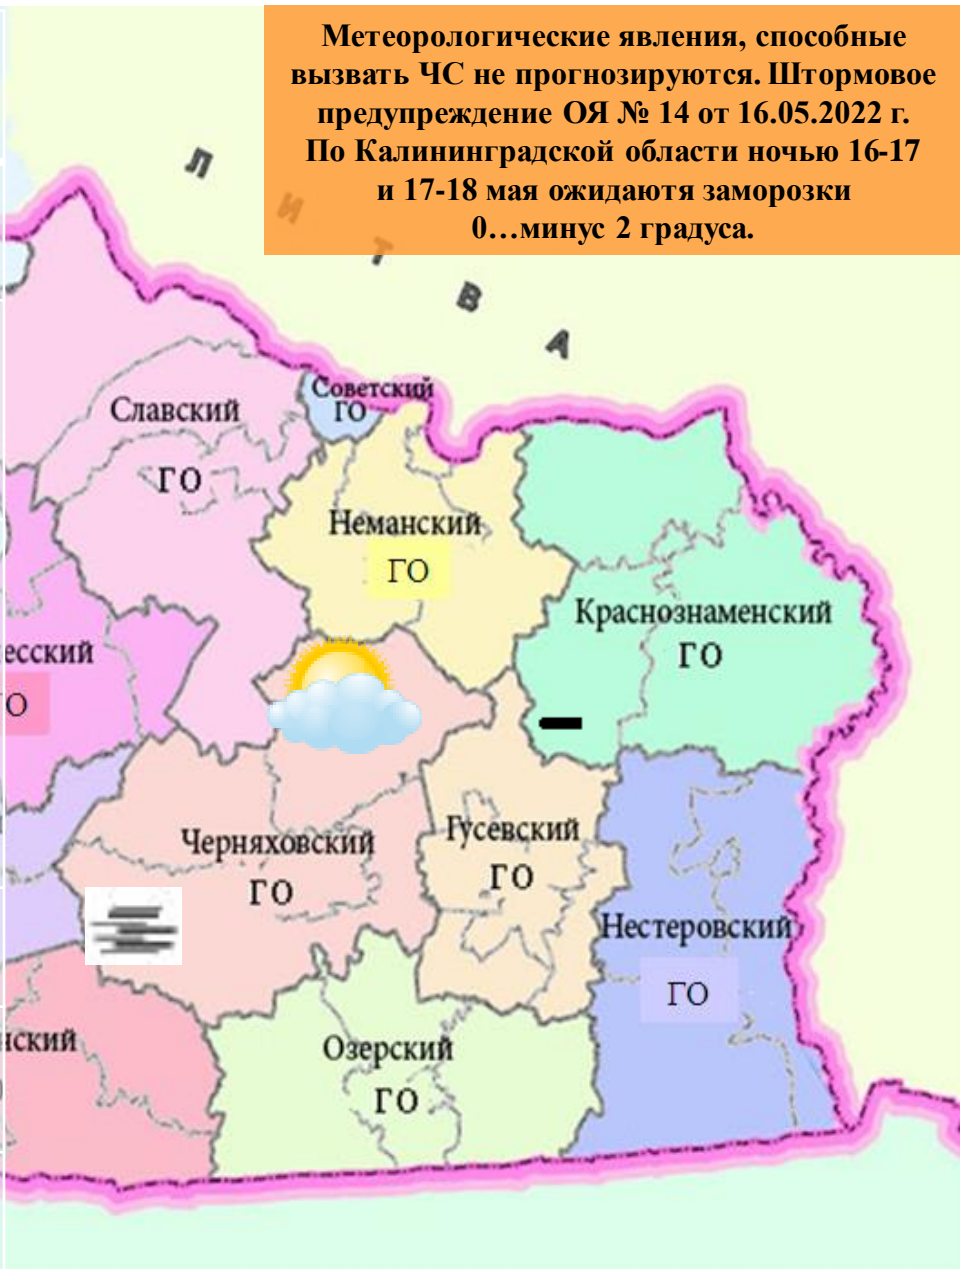 Метеорологические явления, способные
вызвать ЧС не прогнозируются. Штормовое
предупреждение ОЯ № 14 от 16.05.2022 г.
По Калининградской области ночью 16-17
и 17-18 мая ожидаютя заморозки
0…минус 2 градуса.
Л И Т В А
Советский
ГО
Славский
ГО
Неманский
ГО
Краснознаменский
ГО
есский
О
Черняховский
ГО
Гусевский
ГО
Нестеровский
ГО
нский
Озерский
ГО